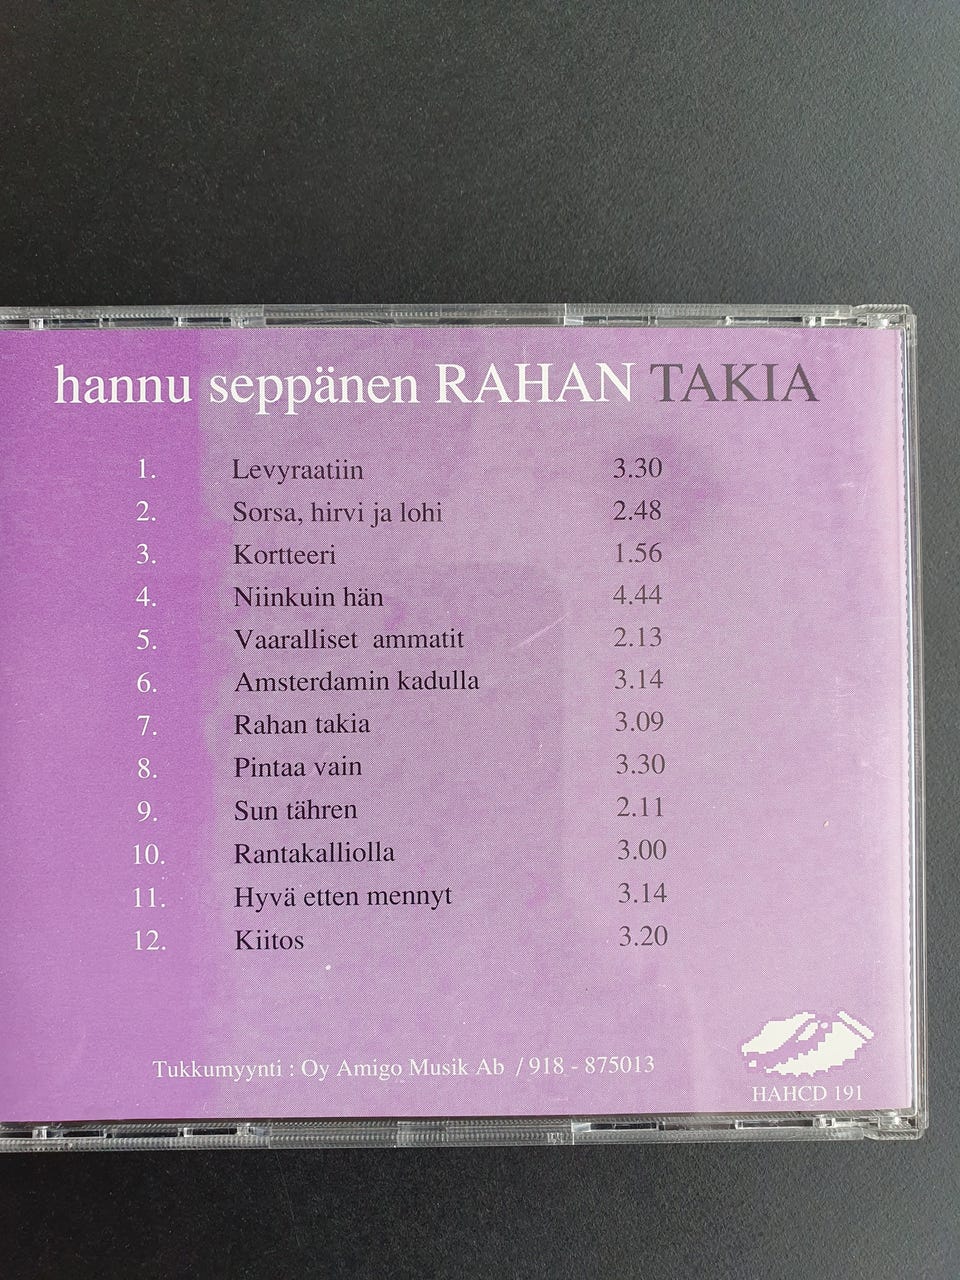 hannu seppänen RAHAN TAKIA
1. Levyraatiin 3.30
2. Sorsa, hirvi ja lohi 2.48
3. Kortteeri 1.56
4. Niinkuin hän 4.44
5. Vaaralliset ammatit 2.13
6. Amsterdamin kadulla 3.14
7. Rahan takia 3.09
8. Pintaa vain 3.30
9. Sun tähren 2.11
10. Rantakalliolla 3.00
11. Hyvä etten mennyt 3.14
12. Kiitos 3.20
Tukkumyynti : Oy Amigo Musik Ab / 918 - 875013
HAHCD 191